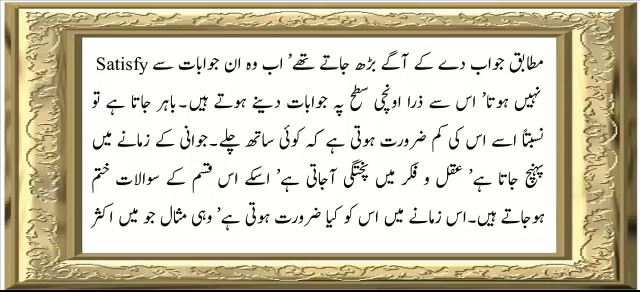 مطابق جواب دے کے آگے بڑھ جاتے تھے’ اب وہ ان جوابات سے Satisfy
نہیں ہوتا’ اس سے ذرا اونچی سطح پہ جوابات دینے ہوتے ہیں۔باہر جاتا ہے تو
نسبتاً اسے اس کی کم ضرورت ہوتی ہے کہ کوئی ساتھ چلے۔جوانی کے زمانے میں
پہنچ جاتا ہے’ عقل و فکر میں پختگی آجاتی ہے’ اسکے اس قسم کے سوالات ختم
ہوجاتے ہیں۔اس زمانے میں اس کو کیا ضرورت ہوتی ہے’ وہی مثال جو میں اکثر